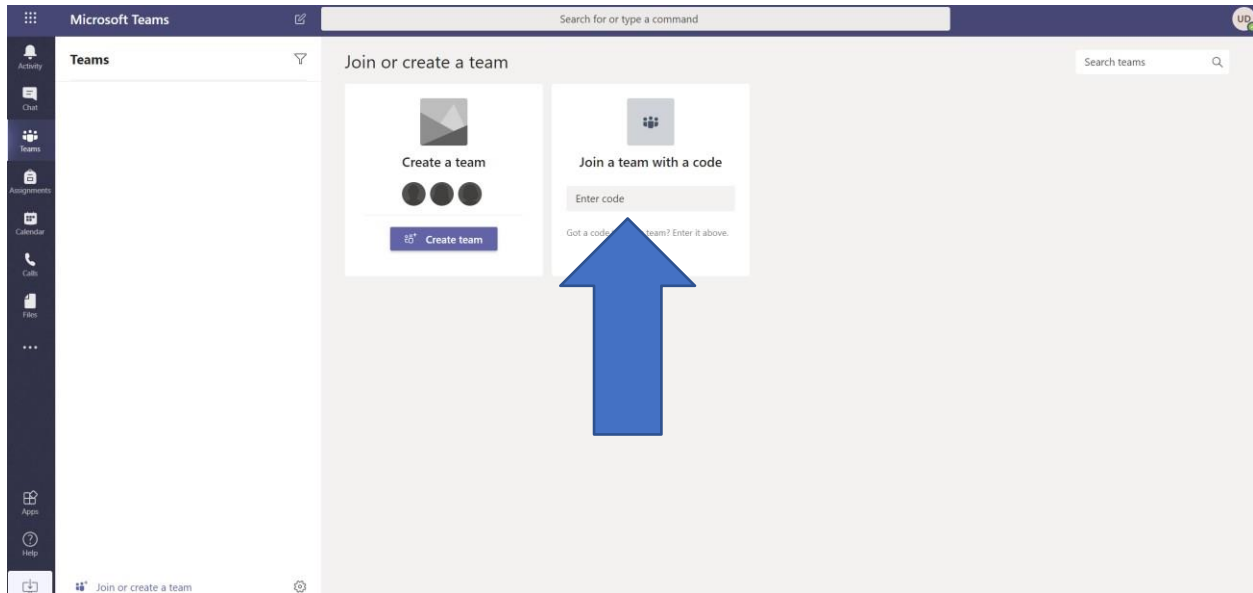 Microsoft Teams
Search for or type a command
UD
Activity
Chat
Teams
Assignments
Calendar
Calls
Files
Apps
Help
Teams
Join or create a team
Join or create a team
Search teams
Create a team
Create team
Join a team with a code
Enter code
Got a code team? Enter it above.